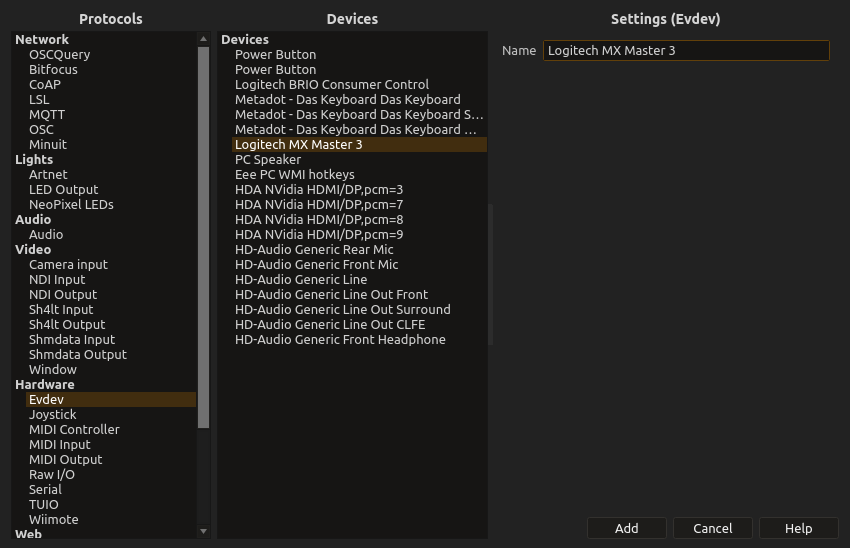 Protocols
Network
OSCQuery
Bitfocus
CoAP
LSL
MQTT
OSC
Minuit
Lights
Artnet
LED Output
NeoPixel LEDs
Audio
Audio
Video
Camera input
NDI Input
NDI Output
Sh4lt Input
Sh4lt Output
Shmdata Input
Shmdata Output
Window
Hardware
Evdev
Joystick
MIDI Controller
MIDI Input
MIDI Output
Raw I/O
Serial
TUIO
Wiimote
Web
Devices
Devices
Power Button
Power Button
Logitech BRIO Consumer Control
Metadot - Das Keyboard Das Keyboard
Metadot - Das Keyboard Das Keyboard S...
Metadot - Das Keyboard Das Keyboard ...
Logitech MX Master 3
PC Speaker
Eee PC WMI hotkeys
HDA NVidia HDMI/DP,pcm=3
HDA NVidia HDMI/DP,pcm=7
HDA NVidia HDMI/DP,pcm=8
HDA NVidia HDMI/DP,pcm=9
HD-Audio Generic Rear Mic
HD-Audio Generic Front Mic
HD-Audio Generic Line
HD-Audio Generic Line Out Front
HD-Audio Generic Line Out Surround
HD-Audio Generic Line Out CLFE
HD-Audio Generic Front Headphone
Settings (Evdev)
Name Logitech MX Master 3
Add Cancel Help